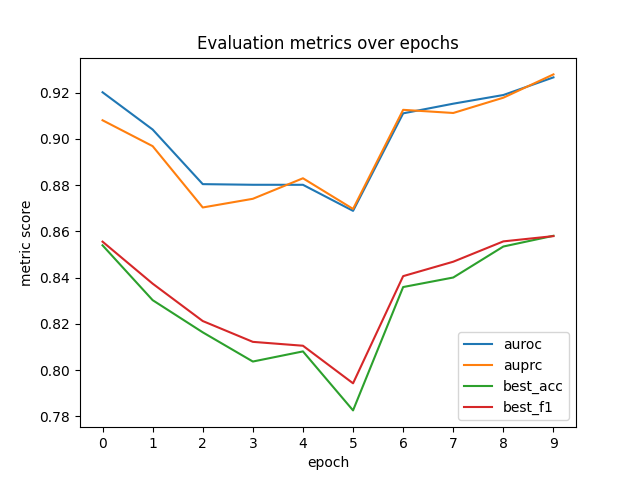 Evaluation metrics over epochs
metric score
0.92
0.90
0.88
0.86
0.84
0.82
0.80
0.78
auroc
auprc
best_acc
best_f1
0 1 2 3 4 5 6 7 8 9
epoch